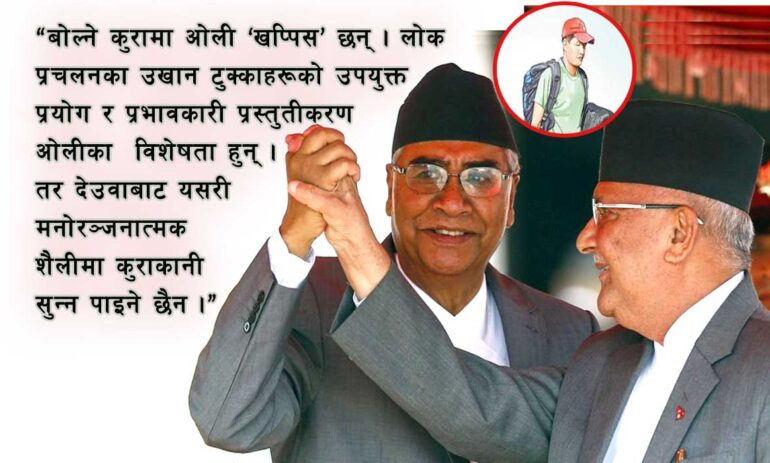 “बोल्ने कुरामा ओली ‘खप्पिस’ छन् । लोक
प्रचलनका उखान टुक्काहरूको उपयुक्त
प्रयोग र प्रभावकारी प्रस्तुतीकरण
ओलीका विशेषता हुन् ।
तर देउवाबाट यसरी
मनोरञ्जनात्मक
शैलीमा कुराकानी
सुन्न पाइने छैन ।”